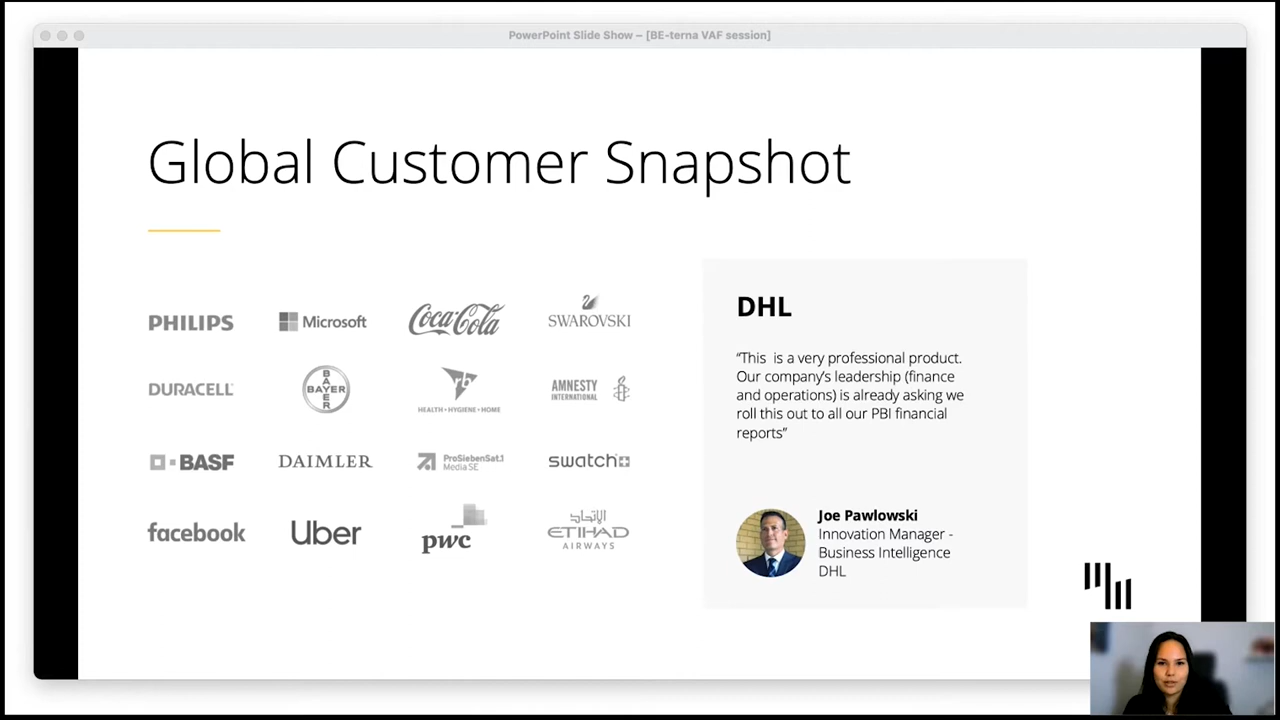 PowerPoint Slide Show – [BE-terna VAF session]
Global Customer Snapshot
PHILIPS
Microsoft
Coca-Cola
SWAROVSKI
DURACELL
BAYER
BAYER
rb
HEALTH • HYGIENE • HOME
AMNESTY
INTERNATIONAL
BASF
DAIMLER
ProSiebenSat.1
Media SE
swatch
facebook
Uber
pwc
الإتحاد
ETIHAD
AIRWAYS
DHL
“This  is a very professional product.
Our company’s leadership (finance
and operations) is already asking we
roll this out to all our PBI financial
reports”
Joe Pawlowski
Innovation Manager -
Business Intelligence
DHL